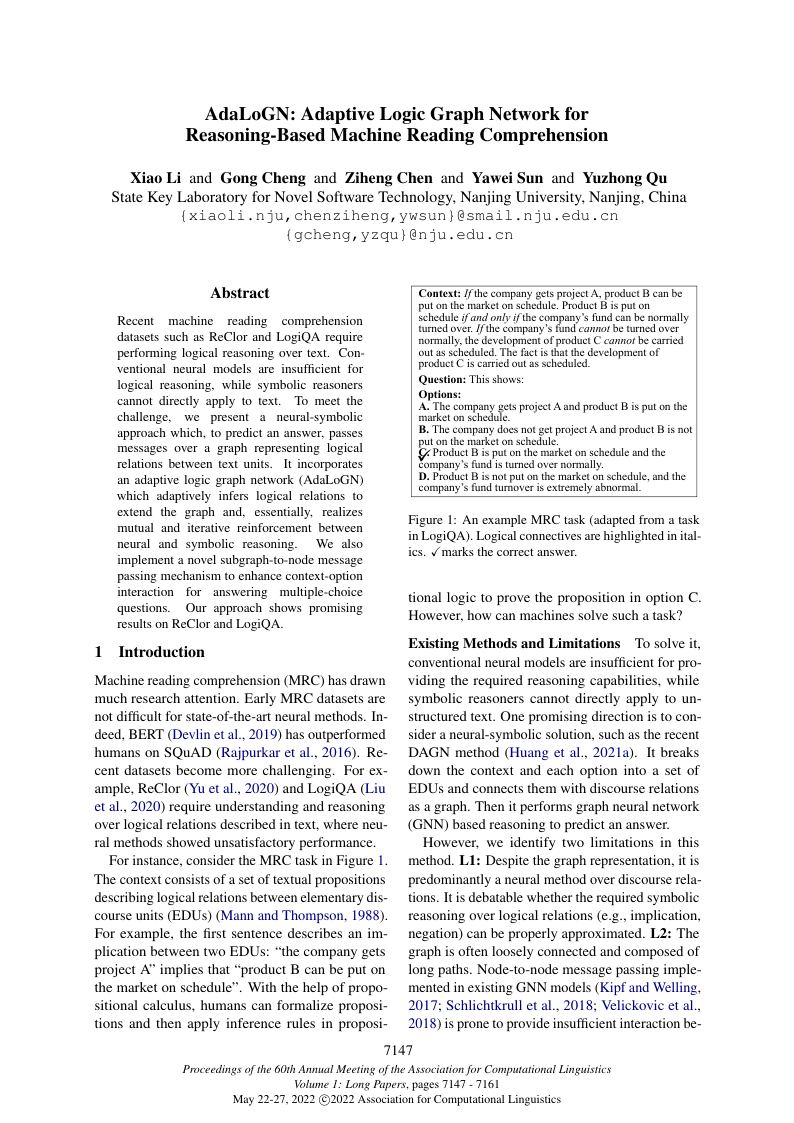 AdaLoGN: Adaptive Logic Graph Network for
Reasoning-Based Machine Reading Comprehension
Xiao Li and Gong Cheng and Ziheng Chen and Yawei Sun and Yuzhong Qu
State Key Laboratory for Novel Software Technology, Nanjing University, Nanjing, China
{xiaoli.nju,chenziheng,ywsun}@smail.nju.edu.cn
{gcheng,yzqu}@nju.edu.cn
Abstract
Recent machine reading comprehension
datasets such as ReClor and LogiQA require
performing logical reasoning over text. Con-
ventional neural models are insufficient for
logical reasoning, while symbolic reasoners
cannot directly apply to text. To meet the
challenge, we present a neural-symbolic
approach which, to predict an answer, passes
messages over a graph representing logical
relations between text units. It incorporates
an adaptive logic graph network (AdaLoGN)
which adaptively infers logical relations to
extend the graph and, essentially, realizes
mutual and iterative reinforcement between
neural and symbolic reasoning. We also
implement a novel subgraph-to-node message
passing mechanism to enhance context-option
interaction for answering multiple-choice
questions. Our approach shows promising
results on ReClor and LogiQA.
1 Introduction
Machine reading comprehension (MRC) has drawn
much research attention. Early MRC datasets are
not difficult for state-of-the-art neural methods. In-
deed, BERT (Devlin et al., 2019) has outperformed
humans on SQuAD (Rajpurkar et al., 2016). Re-
cent datasets become more challenging. For ex-
ample, ReClor (Yu et al., 2020) and LogiQA (Liu
et al., 2020) require understanding and reasoning
over logical relations described in text, where neu-
ral methods showed unsatisfactory performance.
For instance, consider the MRC task in Figure 1.
The context consists of a set of textual propositions
describing logical relations between elementary dis-
course units (EDUs) (Mann and Thompson, 1988).
For example, the first sentence describes an im-
plication between two EDUs: “the company gets
project A” implies that “product B can be put on
the market on schedule”. With the help of propo-
sitional calculus, humans can formalize proposi-
tions and then apply inference rules in proposi-
Context: If the company gets project A, product B can be
put on the market on schedule. Product B is put on
schedule if and only if the company's fund can be normally
turned over. If the company's fund cannot be turned over
normally, the development of product C cannot be carried
out as scheduled. The fact is that the development of
product C is carried out as scheduled.
Question: This shows:
Options:
A. The company gets project A and product B is put on the
market on schedule.
B. The company does not get project A and product B is not
put on the market on schedule.
C. Product B is put on the market on schedule and the
✓
company's fund is turned over normally.
D. Product B is not put on the market on schedule, and the
company's fund turnover is extremely abnormal.
Figure 1: An example MRC task (adapted from a task
in LogiQA). Logical connectives are highlighted in ital-
ics. ✓marks the correct answer.
tional logic to prove the proposition in option C.
However, how can machines solve such a task?
Existing Methods and Limitations To solve it,
conventional neural models are insufficient for pro-
viding the required reasoning capabilities, while
symbolic reasoners cannot directly apply to un-
structured text. One promising direction is to con-
sider a neural-symbolic solution, such as the recent
DAGN method (Huang et al., 2021a). It breaks
down the context and each option into a set of
EDUs and connects them with discourse relations
as a graph. Then it performs graph neural network
(GNN) based reasoning to predict an answer.
However, we identify two limitations in this
method. L1: Despite the graph representation, it is
predominantly a neural method over discourse rela-
tions. It is debatable whether the required symbolic
reasoning over logical relations (e.g., implication,
negation) can be properly approximated. L2: The
graph is often loosely connected and composed of
long paths. Node-to-node message passing imple-
mented in existing GNN models (Kipf and Welling,
2017; Schlichtkrull et al., 2018; Velickovic et al.,
2018) is prone to provide insufficient interaction be-
7147
Proceedings of the 60th Annual Meeting of the Association for Computational Linguistics
Volume 1: Long Papers, pages 7147 - 7161
May 22-27, 2022 ©2022 Association for Computational Linguistics